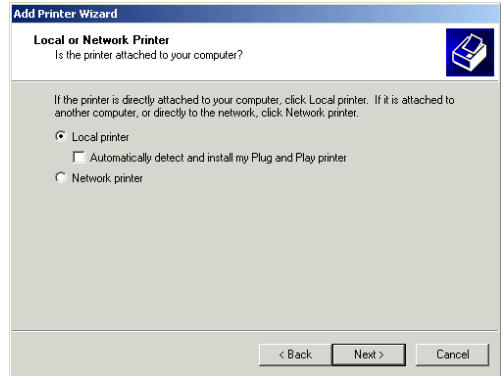 Add Printer Wizard
Local or Network Printer
Is the printer attached to your computer?
If the printer is directly attached to your computer, click Local printer. If it is attached to
another computer, or directly to the network, click Network printer.
Local printer
Automatically detect and install my Plug and Play printer
Network printer
< Back
Next >
Cancel